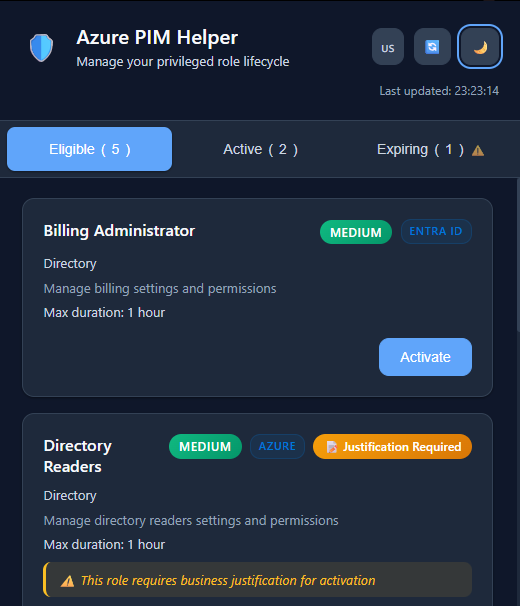 Azure PIM Helper
Manage your privileged role lifecycle
US
Last updated: 23:23:14
Eligible ( 5 )
Active ( 2 )
Expiring ( 1 ) ⚠
Billing Administrator
MEDIUM
ENTRA ID
Directory
Manage billing settings and permissions
Max duration: 1 hour
Activate
Directory
Readers
MEDIUM
AZURE
📝 Justification Required
Directory
Manage directory readers settings and permissions
Max duration: 1 hour
⚠ This role requires business justification for activation